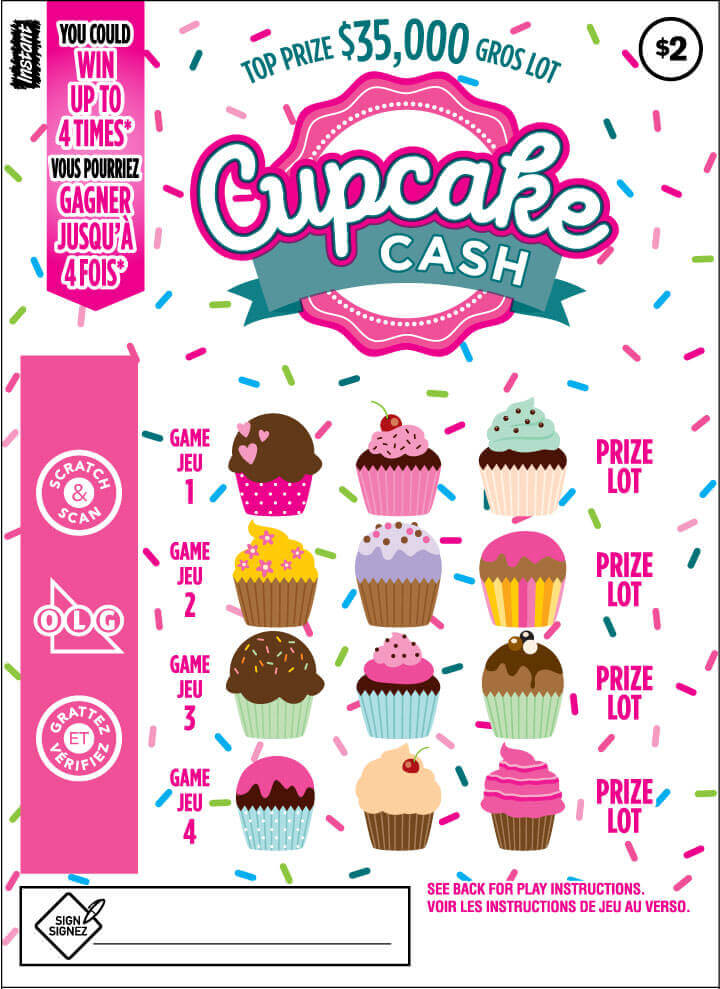 Instant
YOU COULD
WIN
UP TO
4 TIMES*
VOUS POURRIEZ
GAGNER
JUSQU'À
4 FOIS*
TOP PRIZE $35,000 GROS LOT
$2
Cupcake
CASH
SCRATCH
&
SCAN
OLG
GRATTEZ
ET
VÉRIFIEZ
GAME
JEU
1
PRIZE
LOT
GAME
JEU
2
PRIZE
LOT
GAME
JEU
3
PRIZE
LOT
GAME
JEU
4
PRIZE
LOT
SIGN
SIGNEZ
SEE BACK FOR PLAY INSTRUCTIONS.
VOIR LES INSTRUCTIONS DE JEU AU VERSO.